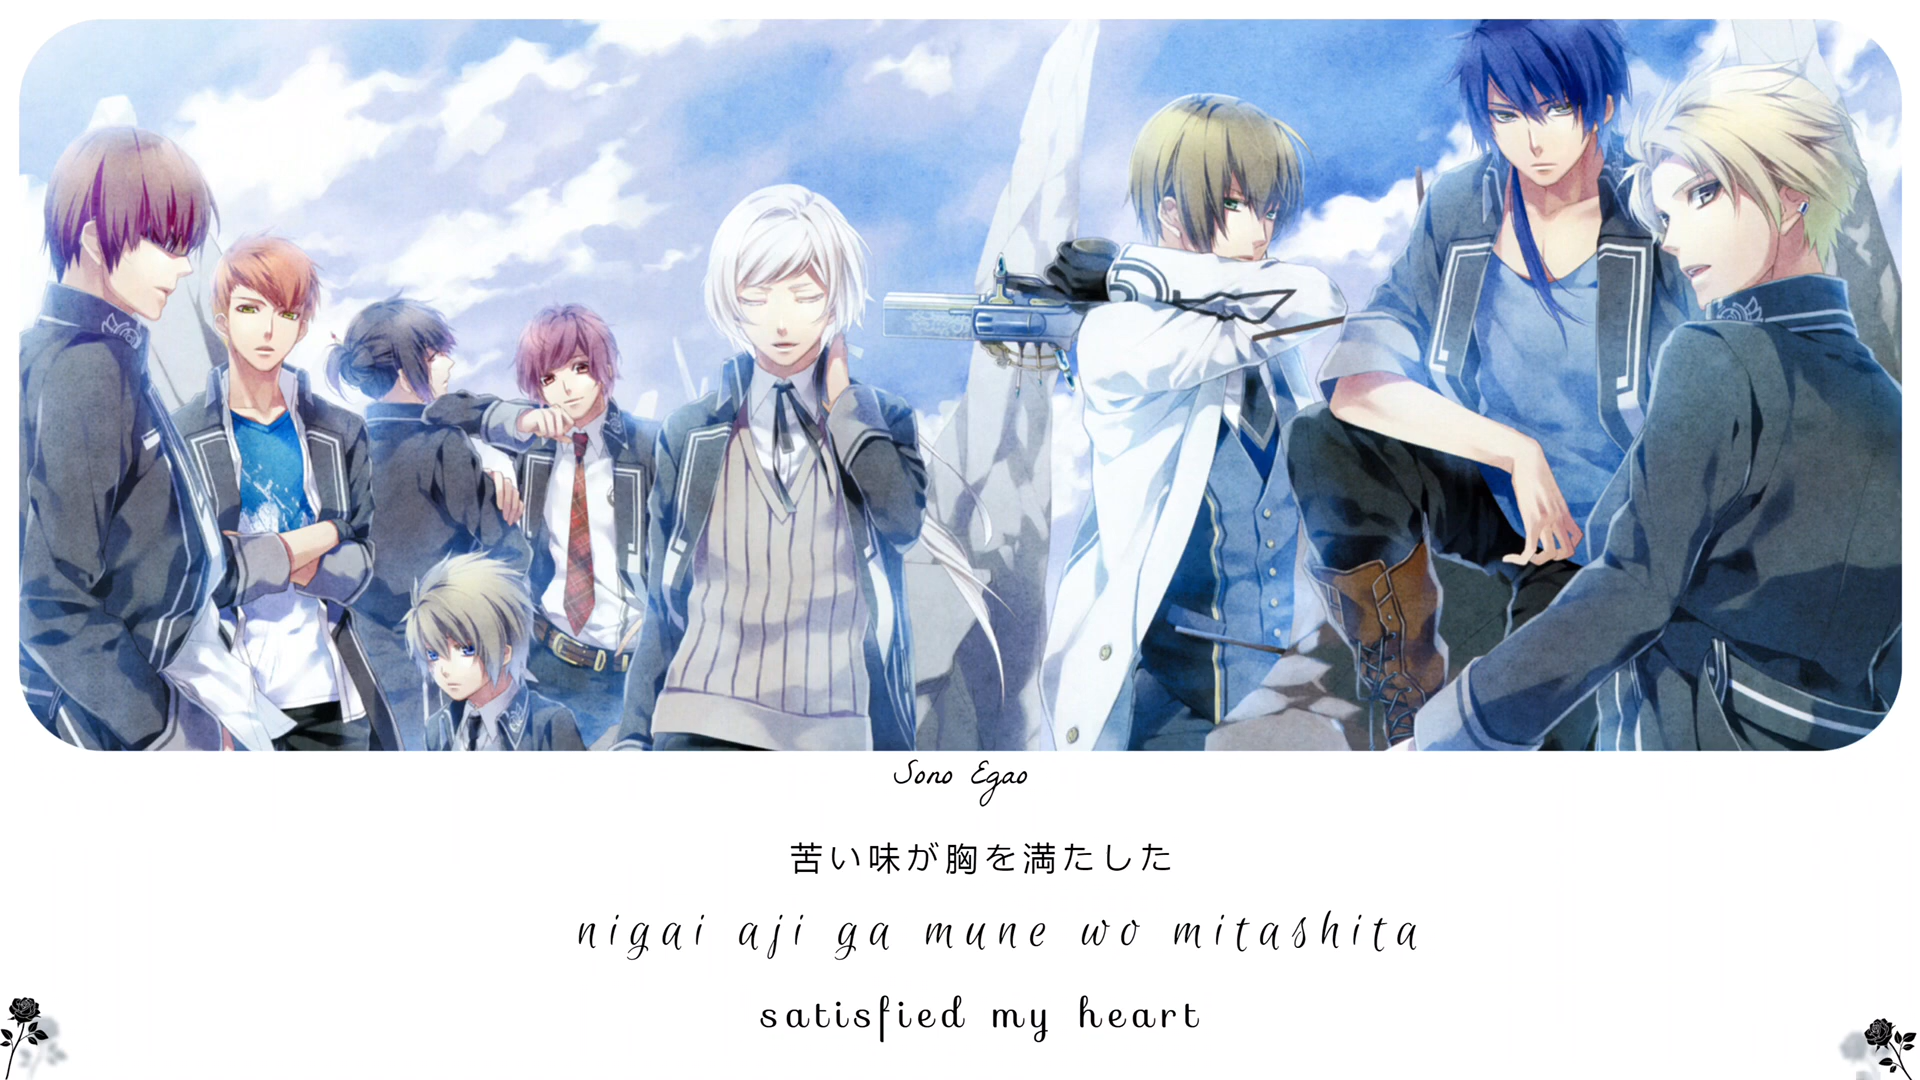 Sono Egao
苦い味が胸を満たした
nigai aji ga mune wo mitashita
satisfied my heart